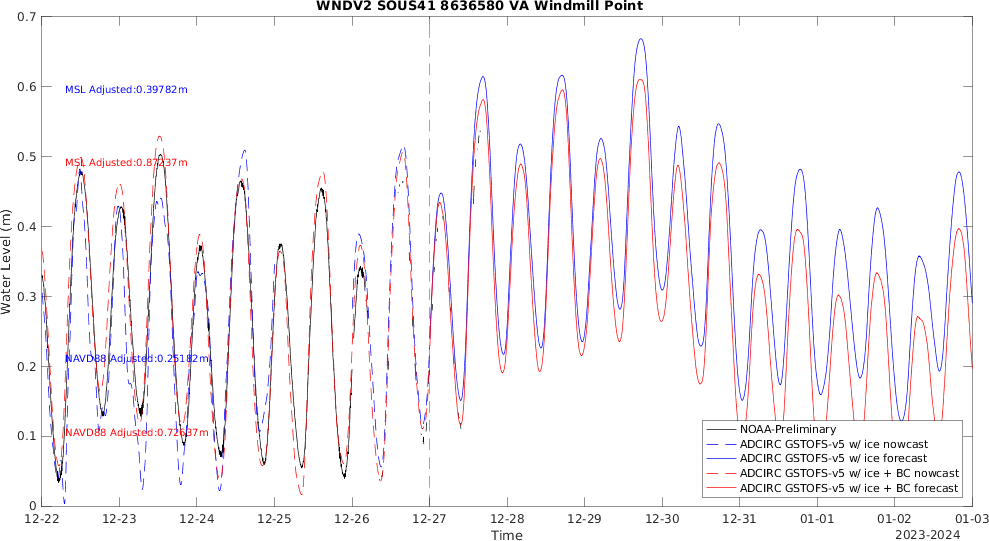 WNDV2 SOUS41 8636580 VA Windmill Point
0.7
0.6
0.5
0.4
0.3
0.2
0.1
0
Water Level (m)
MSL Adjusted:0.39782m
MSL Adjusted:0.87237m
NAVD88 Adjusted:0.25182m
NAVD88 Adjusted:0.72637m
NOAA-Preliminary
ADCIRC GSTOFS-v5 w/ ice nowcast
ADCIRC GSTOFS-v5 w/ ice forecast
ADCIRC GSTOFS-v5 w/ ice + BC nowcast
ADCIRC GSTOFS-v5 w/ ice + BC forecast
12-22 12-23 12-24 12-25 12-26 12-27 12-28 12-29 12-30 12-31 01-01 01-02 01-03
Time
2023-2024